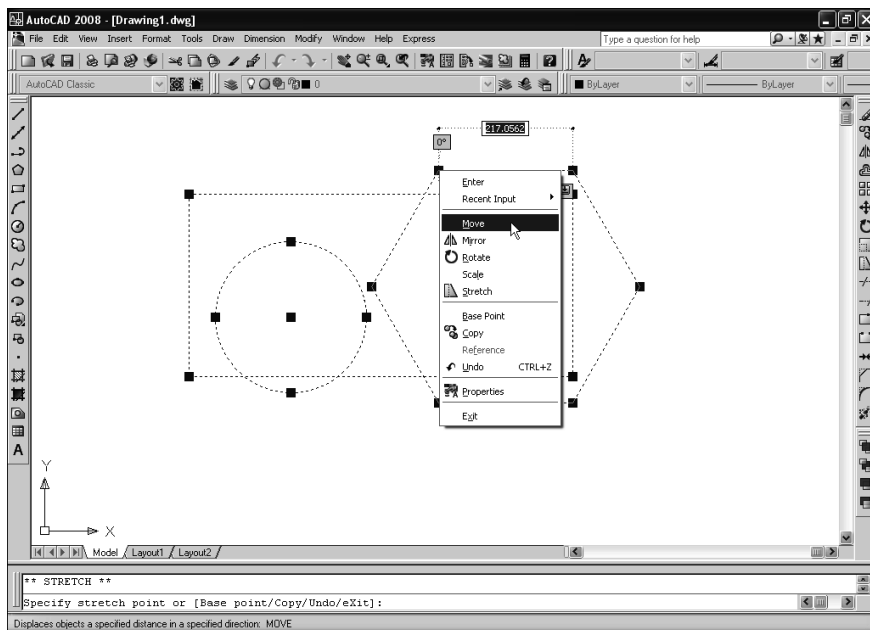 AutoCAD 2008 - [Drawing1.dwg]
File Edit View Insert Format Tools Draw Dimension Modify Window Help Express
Type a question for help
AutoCAD Classic
0
ByLayer
ByLayer
217.0562
0°
Enter
Recent Input
Move
Mirror
Rotate
Scale
Stretch
Base Point
Copy
Reference
Undo CTRL+Z
Properties
Exit
A
Y
X
Model Layout1 Layout2
** STRETCH **
Specify stretch point or [Base point/Copy/Undo/eXit]:
Displaces objects a specified distance in a specified direction: MOVE